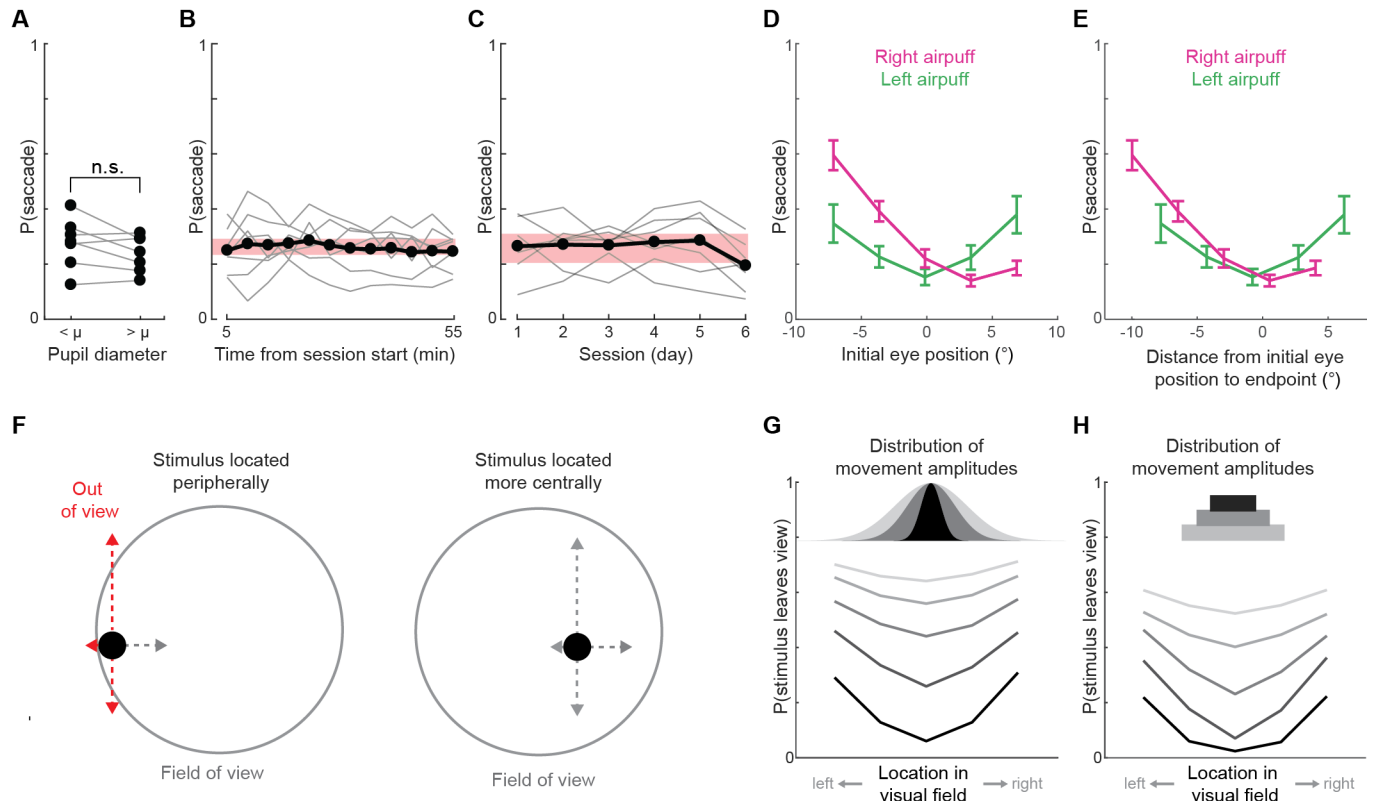 A
1
P(saccade)
n.s.
0
< µ
> µ
Pupil diameter
B
1
P(saccade)
0
5
55
Time from session start (min)
C
1
P(saccade)
0
1 2 3 4 5 6
Session (day)
D
1
Right airpuff
Left airpuff
P(saccade)
0
-10 -5 0 5 10
Initial eye position (°)
E
1
Right airpuff
Left airpuff
P(saccade)
0
-10 -5 0 5
Distance from initial eye
position to endpoint (°)
F
Stimulus located
peripherally
Out
of view
Field of view
Stimulus located
more centrally
Field of view
G
Distribution of
movement amplitudes
1
P(stimulus leaves view)
0
left
Location in
visual field
right
H
Distribution of
movement amplitudes
1
P(stimulus leaves view)
0
left
Location in
visual field
right